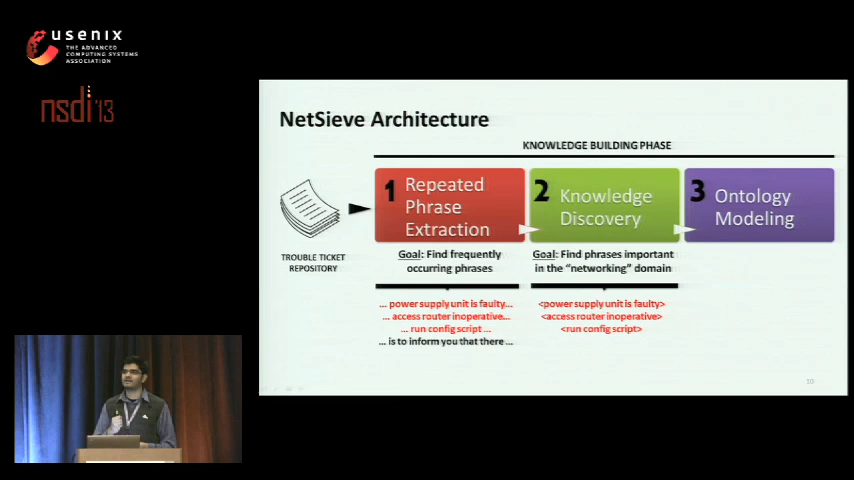 usenix
THE ADVANCED
COMPUTING SYSTEMS
ASSOCIATION
nsdi '13
NetSieve Architecture
KNOWLEDGE BUILDING PHASE
1 Repeated
Phrase
Extraction
2 Knowledge
Discovery
3 Ontology
Modeling
TROUBLE TICKET
REPOSITORY
Goal: Find frequently
occurring phrases
Goal: Find phrases important
in the “networking” domain
... power supply unit is faulty...
... access router inoperative...
... run config script ...
... is to inform you that there ...
<power supply unit is faulty>
<access router inoperative>
<run config script>
10